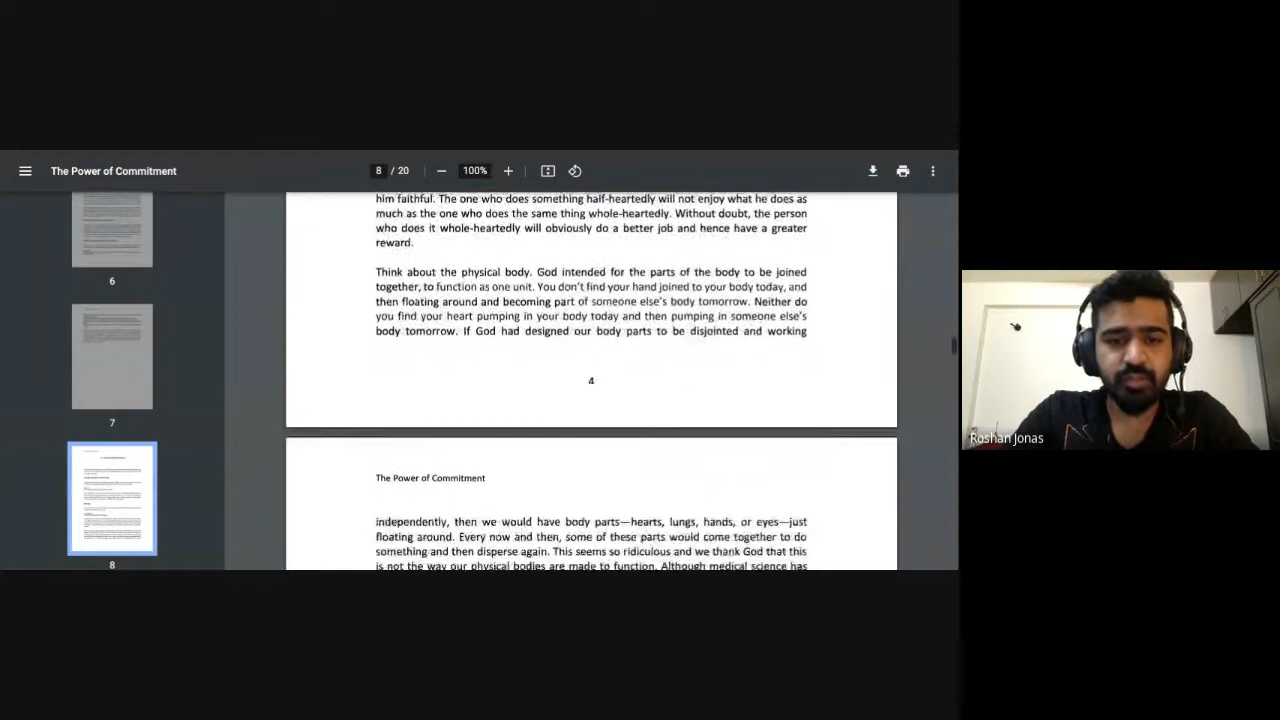 The Power of Commitment
8 / 20
100%
6
7
8
him faithful. The one who does something half-heartedly will not enjoy what he does as
much as the one who does the same thing whole-heartedly. Without doubt, the person
who does it whole-heartedly will obviously do a better job and hence have a greater
reward.
Think about the physical body. God intended for the parts of the body to be joined
together, to function as one unit. You don't find your hand joined to your body today, and
then floating around and becoming part of someone else's body tomorrow. Neither do
you find your heart pumping in your body today and then pumping in someone else's
body tomorrow. If God had designed our body parts to be disjointed and working
4
The Power of Commitment
independently, then we would have body parts—hearts, lungs, hands, or eyes—just
floating around. Every now and then, some of these parts would come together to do
something and then disperse again. This seems so ridiculous and we thank God that this
is not the way our physical bodies are made to function. Although medical science has
Roshan Jonas